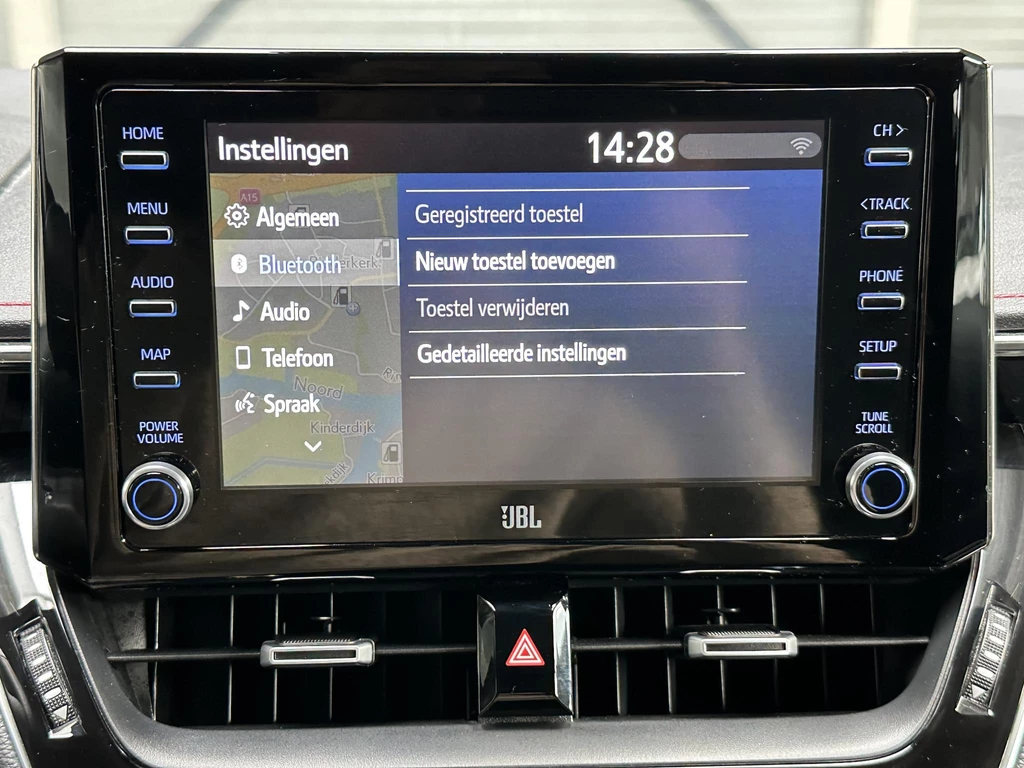 HOME
MENU
AUDIO
MAP
POWER
VOLUME
Instellingen
14:28
A15
Algemeen
Bluetooth
Audio
Telefoon
Spraak
Noord
Kinderdijk
Geregistreerd toestel
Nieuw toestel toevoegen
Toestel verwijderen
Gedetailleerde instellingen
CH >
< TRACK
PHONE
SETUP
TUNE
SCROLL
JBL